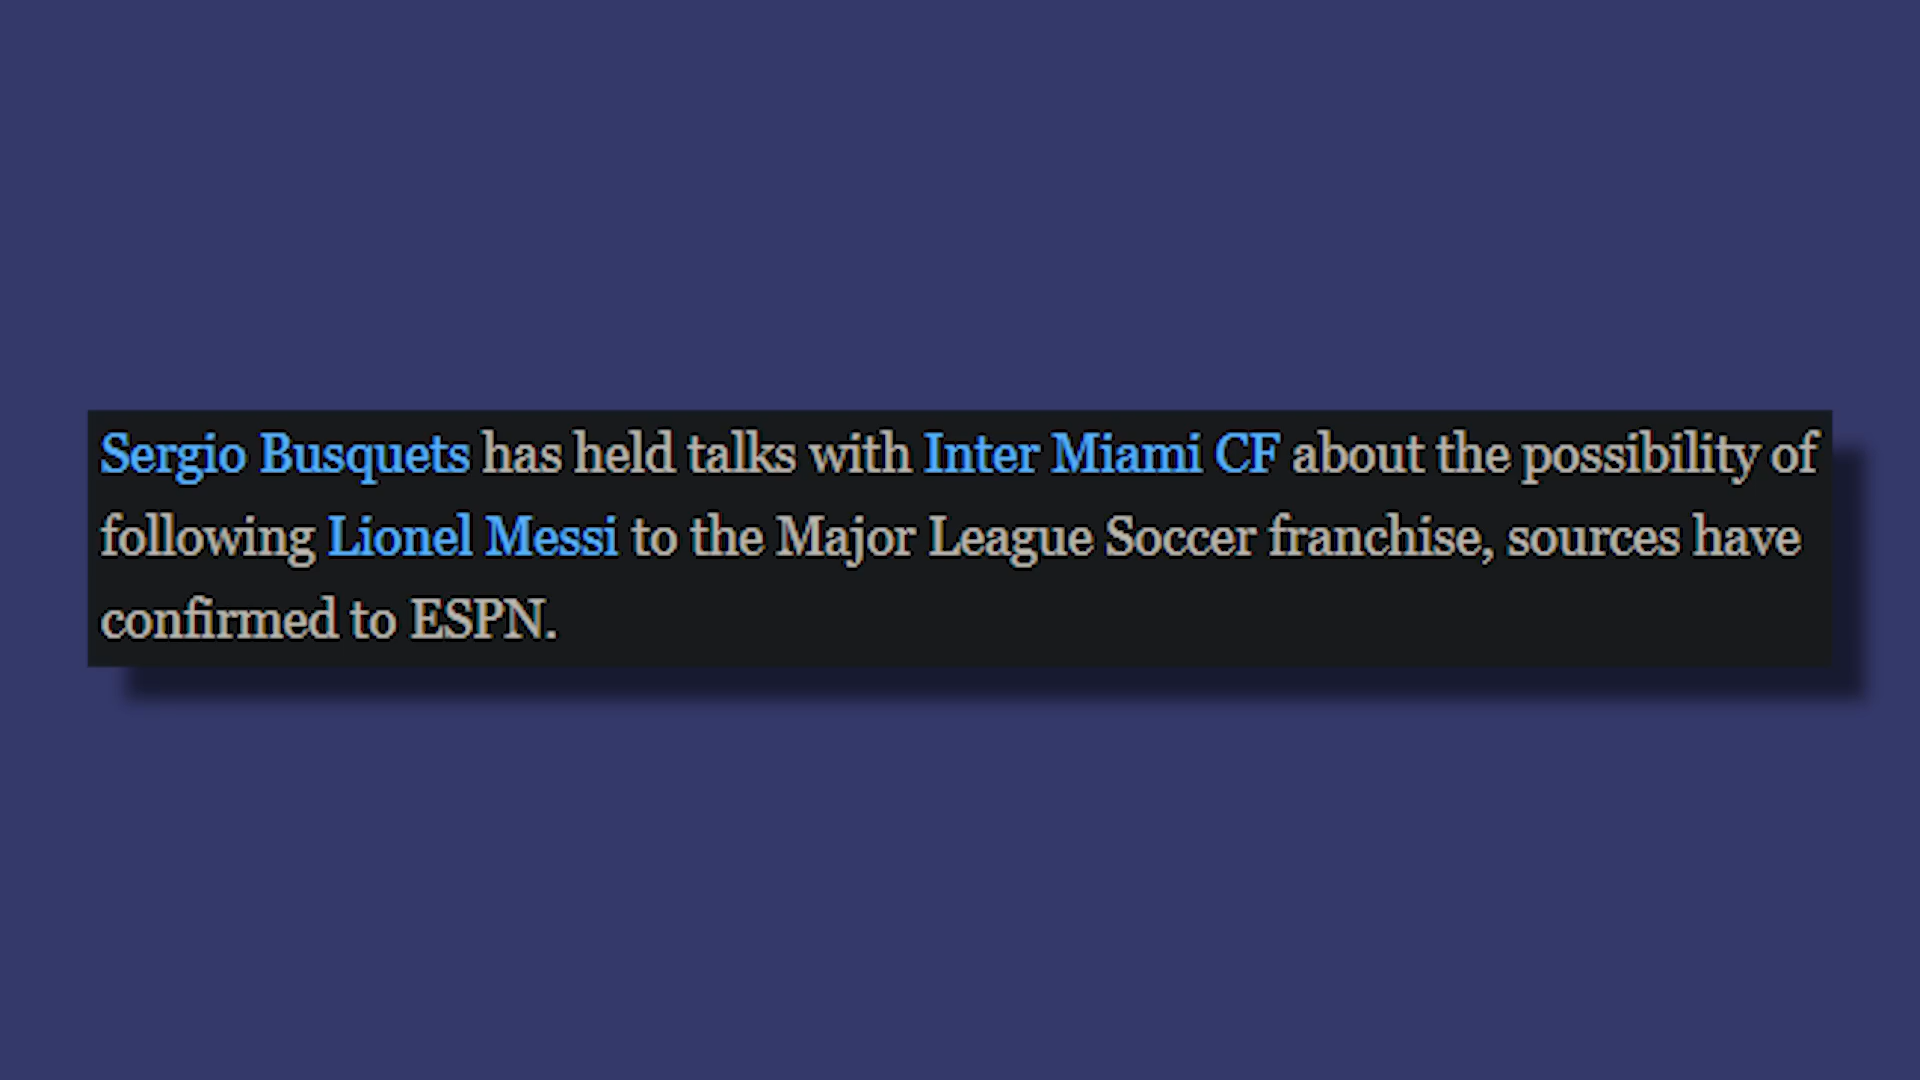 Sergio Busquets has held talks with Inter Miami CF about the possibility of
following Lionel Messi to the Major League Soccer franchise, sources have
confirmed to ESPN.